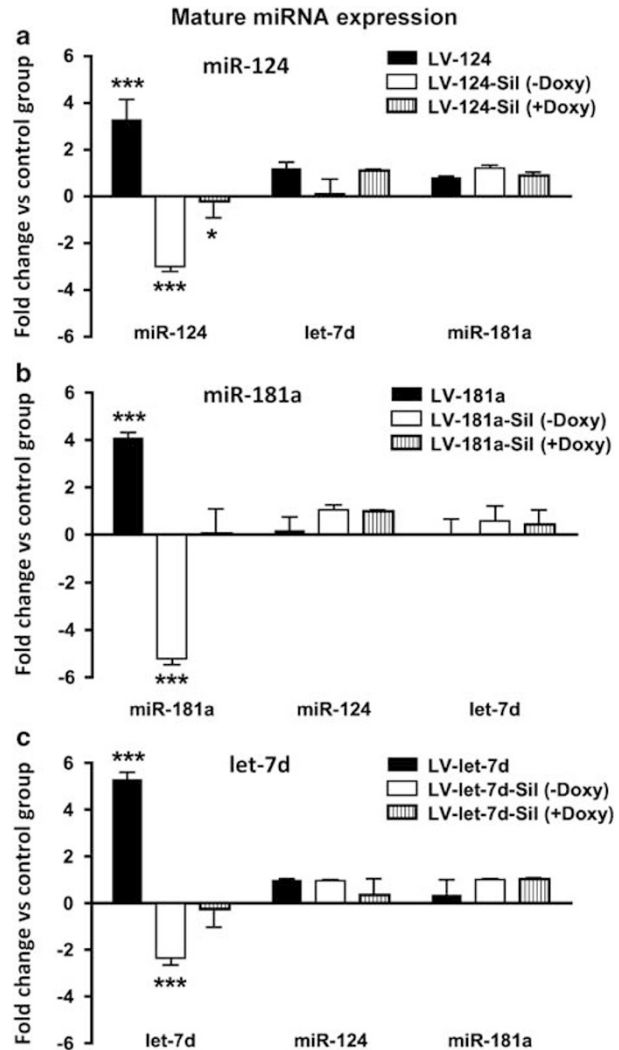 Mature miRNA expression
a
Fold change vs control group
6
4
2
0
-2
-4
-6
miR-124
LV-124
LV-124-Sil (-Doxy)
LV-124-Sil (+Doxy)
***
***
*
miR-124 let-7d miR-181a
b
Fold change vs control group
6
4
2
0
-2
-4
-6
miR-181a
LV-181a
LV-181a-Sil (-Doxy)
LV-181a-Sil (+Doxy)
***
***
miR-181a miR-124 let-7d
c
Fold change vs control group
6
4
2
0
-2
-4
-6
let-7d
LV-let-7d
LV-let-7d-Sil (-Doxy)
LV-let-7d-Sil (+Doxy)
***
***
let-7d miR-124 miR-181a